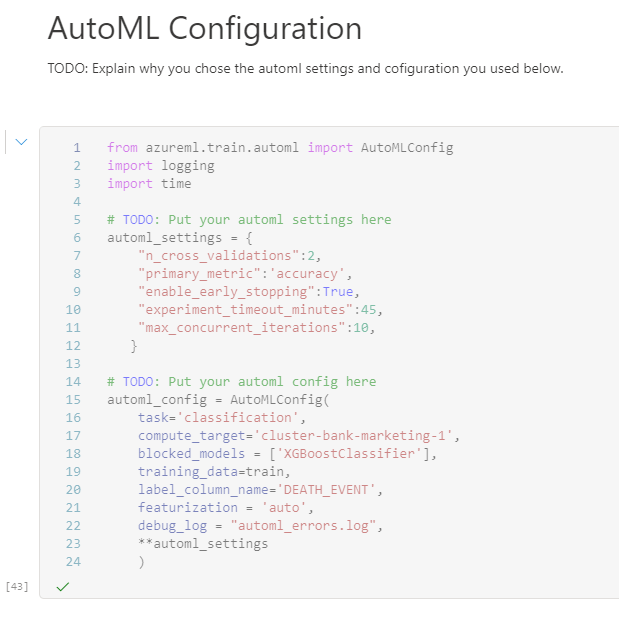 AutoML Configuration
TODO: Explain why you chose the automl settings and cofiguration you used below.
1 from azureml.train.automl import AutoMLConfig
2 import logging
3 import time
4
5 # TODO: Put your automl settings here
6 automl_settings = {
7     "n_cross_validations":2,
8     "primary_metric":'accuracy',
9     "enable_early_stopping":True,
10     "experiment_timeout_minutes":45,
11     "max_concurrent_iterations":10,
12    }
13
14 # TODO: Put your automl config here
15 automl_config = AutoMLConfig(
16     task='classification',
17     compute_target='cluster-bank-marketing-1',
18     blocked_models = ['XGBoostClassifier'],
19     training_data=train,
20     label_column_name='DEATH_EVENT',
21     featurization = 'auto',
22     debug_log = "automl_errors.log",
23     **automl_settings
24     )
[43]